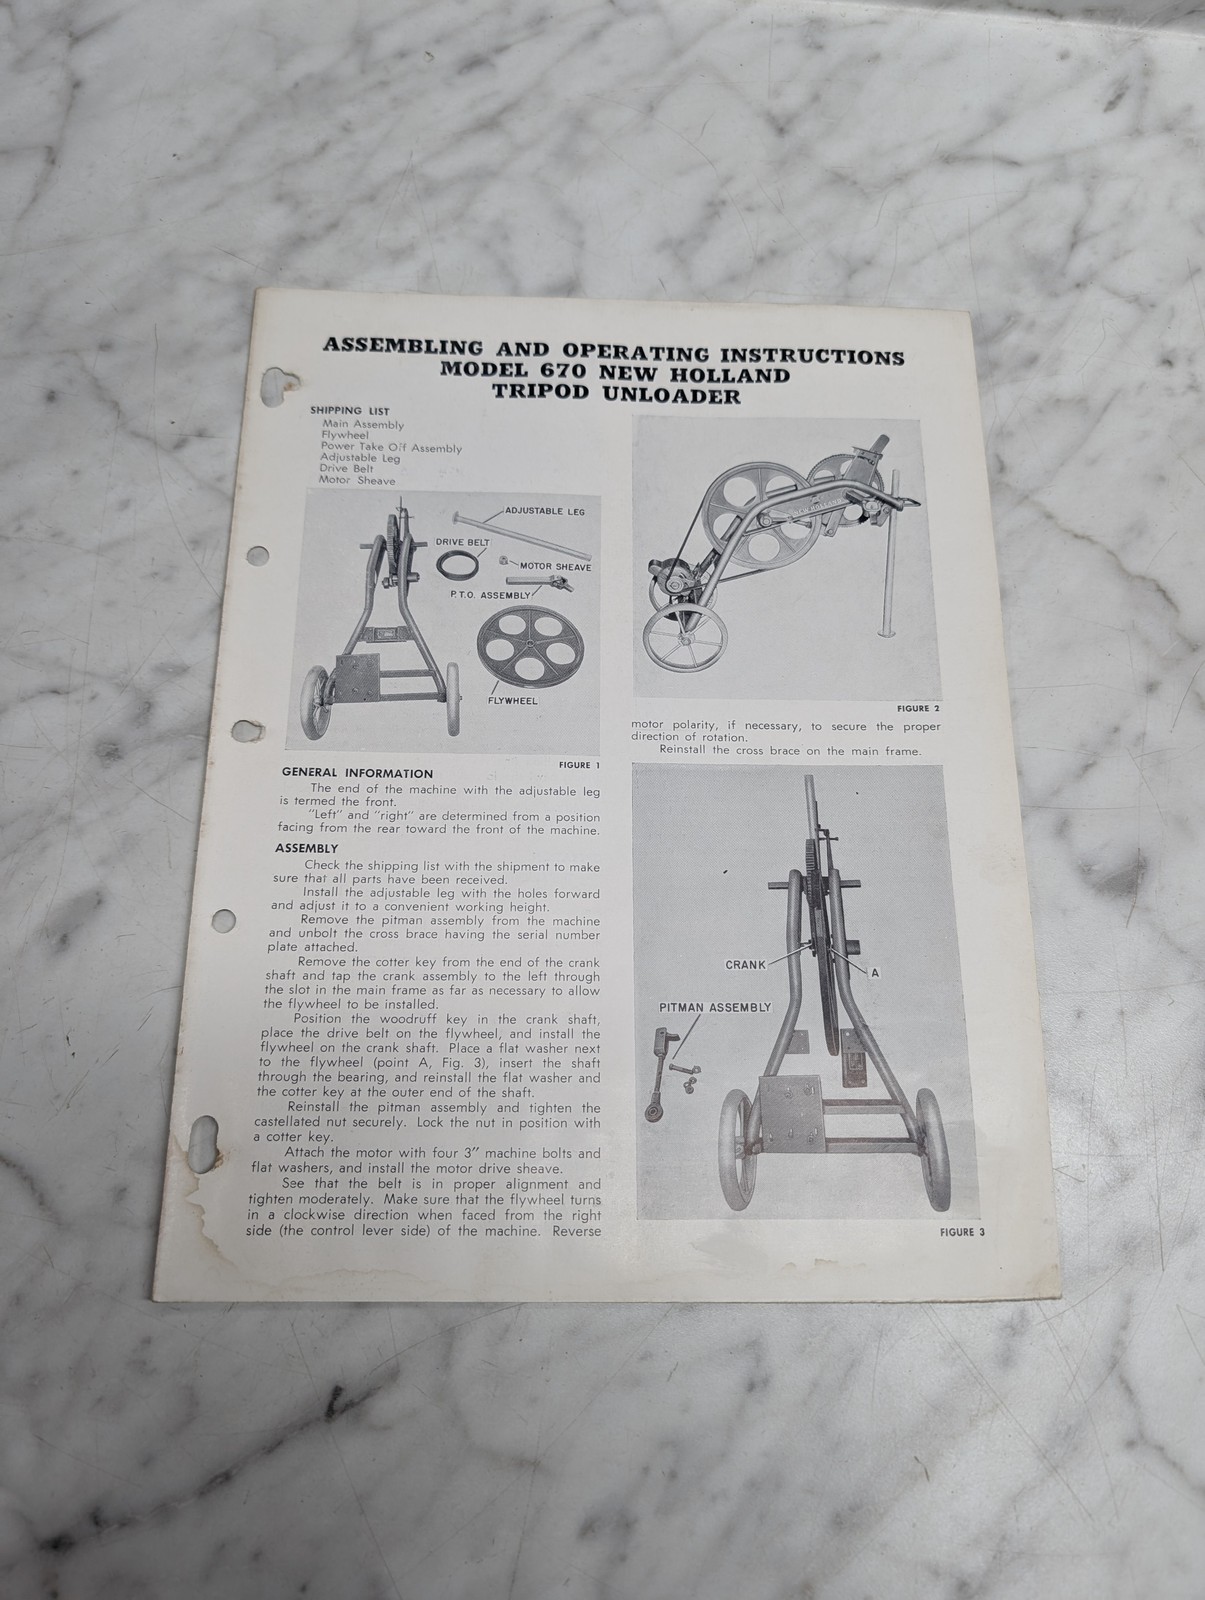 ASSEMBLING AND OPERATING INSTRUCTIONS
MODEL 670 NEW HOLLAND
TRIPOD UNLOADER
SHIPPING LIST
Main Assembly
Flywheel
Power Take Off Assembly
Adjustable Leg
Drive Belt
Motor Sheave
ADJUSTABLE LEG
DRIVE BELT
MOTOR SHEAVE
P.T.O. ASSEMBLY
FLYWHEEL
FIGURE 1
GENERAL INFORMATION
The end of the machine with the adjustable leg
is termed the front.
"Left" and "right" are determined from a position
facing from the rear toward the front of the machine.
ASSEMBLY
Check the shipping list with the shipment to make
sure that all parts have been received.
Install the adjustable leg with the holes forward
and adjust it to a convenient working height.
Remove the pitman assembly from the machine
and unbolt the cross brace having the serial number
plate attached.
Remove the cotter key from the end of the crank
shaft and tap the crank assembly to the left through
the slot in the main frame as far as necessary to allow
the flywheel to be installed.
Position the woodruff key in the crank shaft,
place the drive belt on the flywheel, and install the
flywheel on the crank shaft. Place a flat washer next
to the flywheel (point A, Fig. 3), insert the shaft
through the bearing, and reinstall the flat washer and
the cotter key at the outer end of the shaft.
Reinstall the pitman assembly and tighten the
castellated nut securely. Lock the nut in position with
a cotter key.
Attach the motor with four 3" machine bolts and
flat washers, and install the motor drive sheave.
See that the belt is in proper alignment and
tighten moderately. Make sure that the flywheel turns
in a clockwise direction when faced from the right
side (the control lever side) of the machine. Reverse
NEW HOLLAND
FIGURE 2
motor polarity, if necessary, to secure the proper
direction of rotation.
Reinstall the cross brace on the main frame.
CRANK
A
PITMAN ASSEMBLY
FIGURE 3